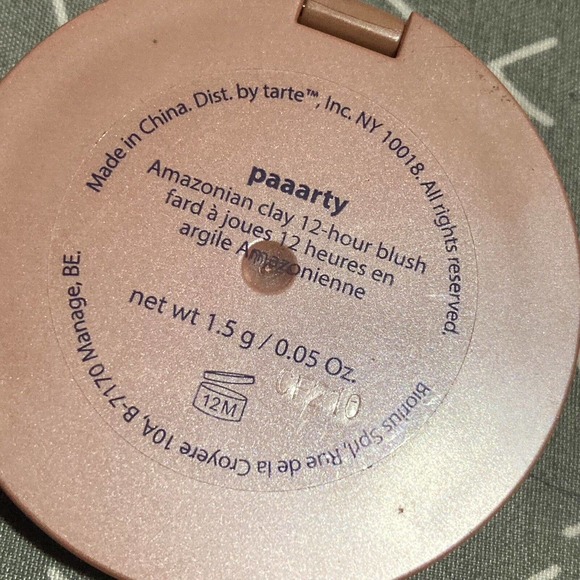 Made in China. Dist. by tarte™, Inc. NY 10018. All rights reserved.
paaarty
Amazonian clay 12-hour blush
fard à joues 12 heures en
argile Amazonienne
net wt 1.5 g / 0.05 Oz.
12M
Biorius Sprl, Rue de la Croyere 10A, B-7170 Manage, BE.